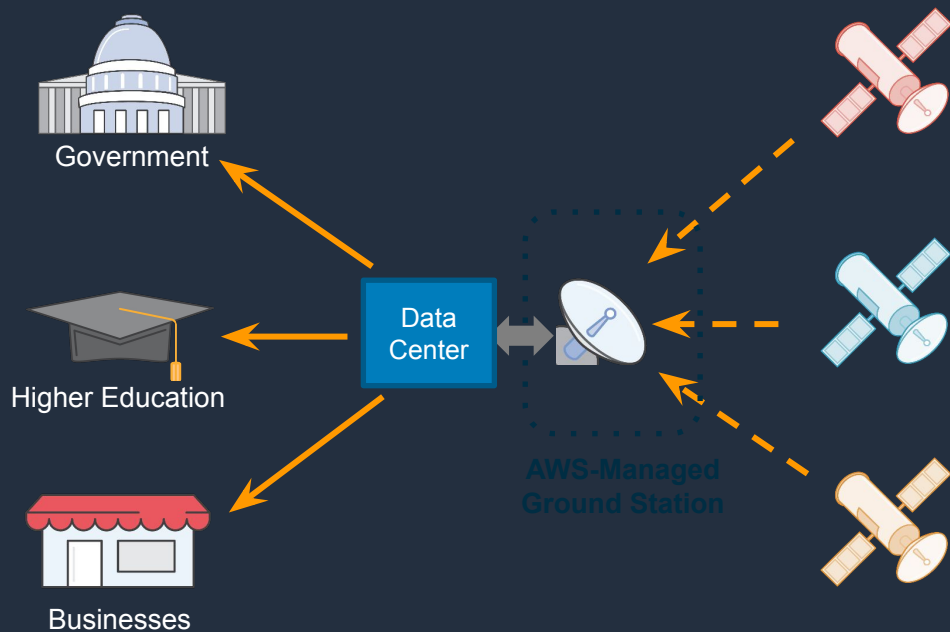 Government
Data
Center
Higher Education
AWS-Managed
Ground Station
Businesses